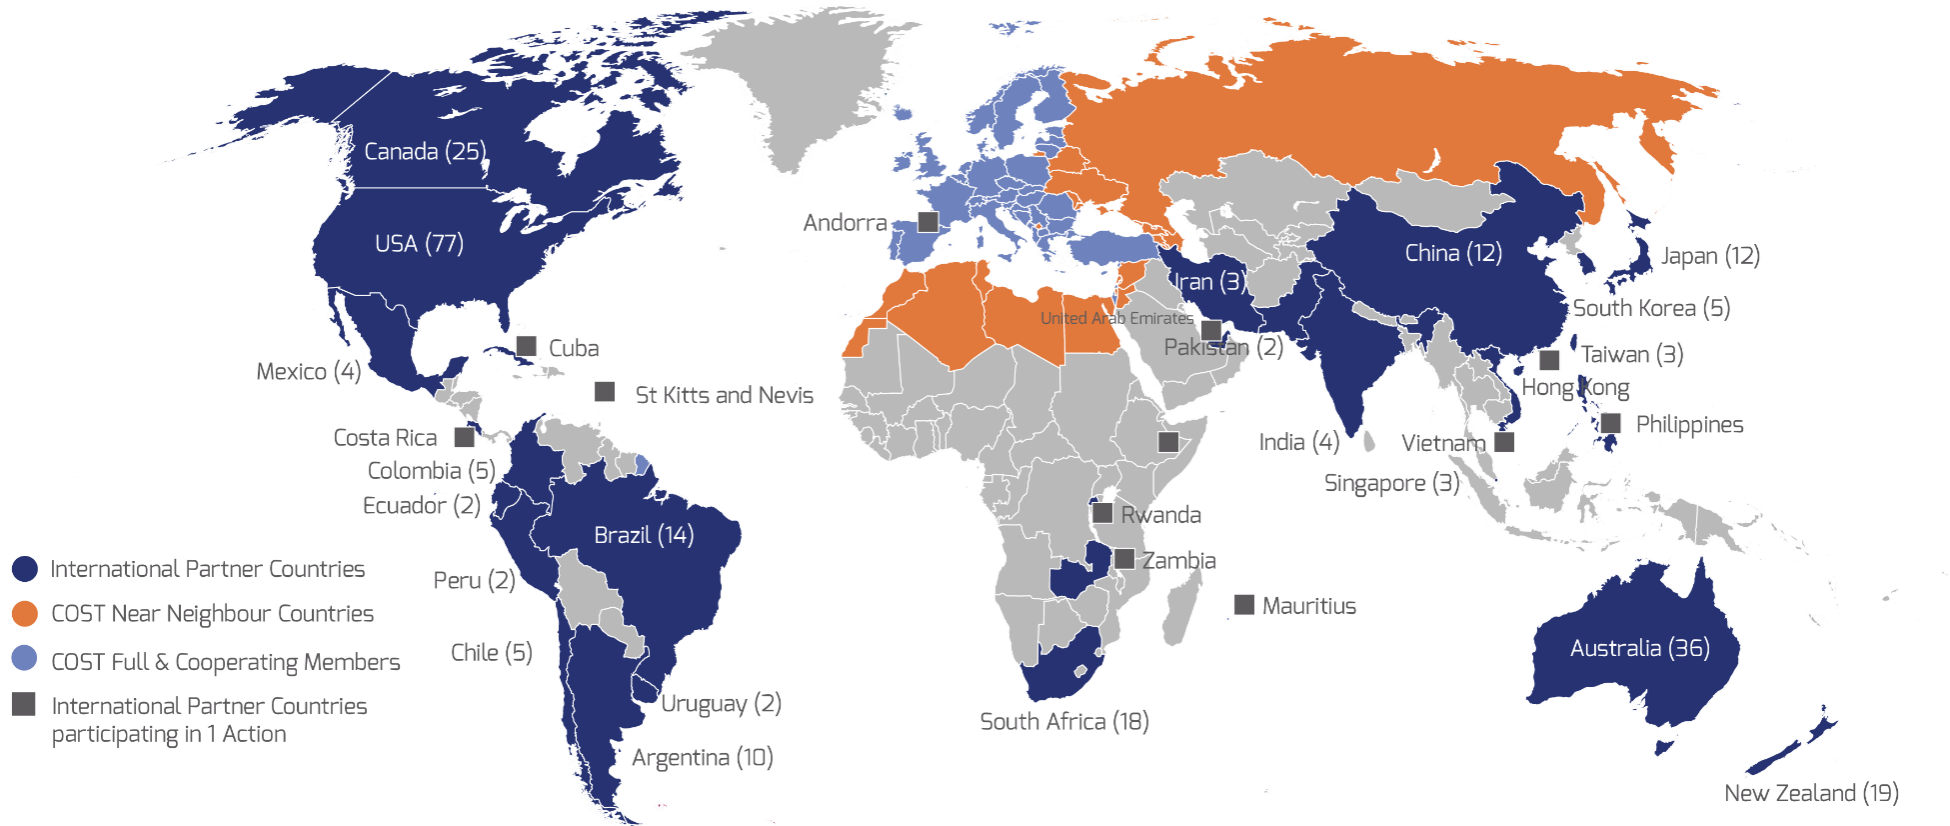 Canada (25)
USA (77)
Andorra
China (12)
Japan (12)
Iran (3)
South Korea (5)
United Arab Emirates
Pakistan (2)
Cuba
Taiwan (3)
Mexico (4)
Hong Kong
St Kitts and Nevis
Philippines
Costa Rica
India (4)
Vietnam
Colombia (5)
Singapore (3)
Ecuador (2)
Rwanda
Brazil (14)
Zambia
International Partner Countries
Peru (2)
COST Near Neighbour Countries
Mauritius
Chile (5)
Australia (36)
COST Full & Cooperating Members
International Partner Countries
participating in 1 Action
Uruguay (2)
South Africa (18)
Argentina (10)
New Zealand (19)